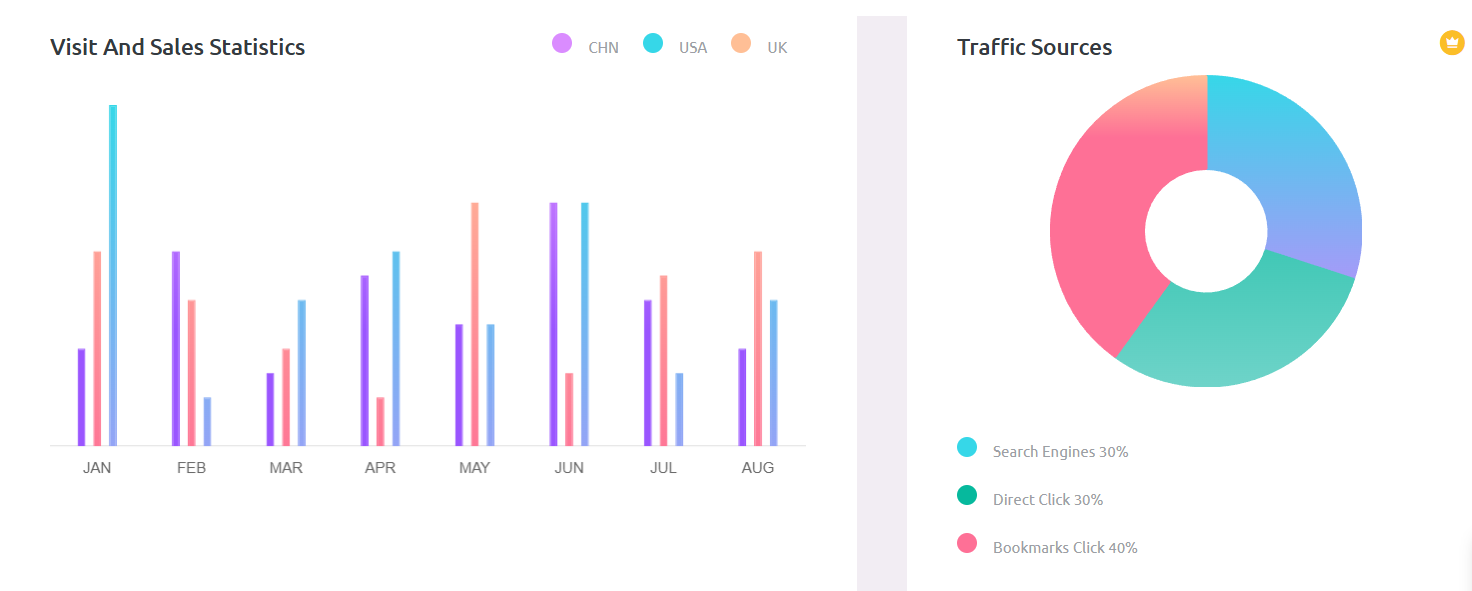 Visit And Sales Statistics
CHN USA UK
JAN FEB MAR APR MAY JUN JUL AUG
Traffic Sources
Search Engines 30%
Direct Click 30%
Bookmarks Click 40%